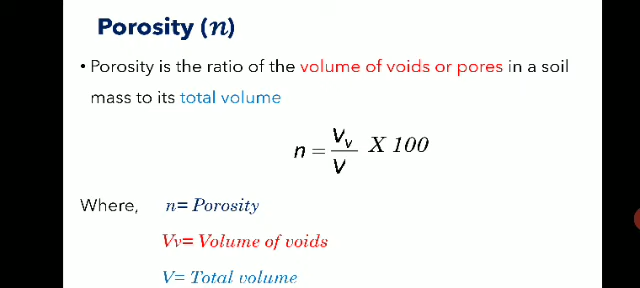 Porosity (n)
• Porosity is the ratio of the volume of voids or pores in a soil
mass to its total volume
n = Vv / V X 100
Where, n= Porosity
Vv= Volume of voids
V= Total volume